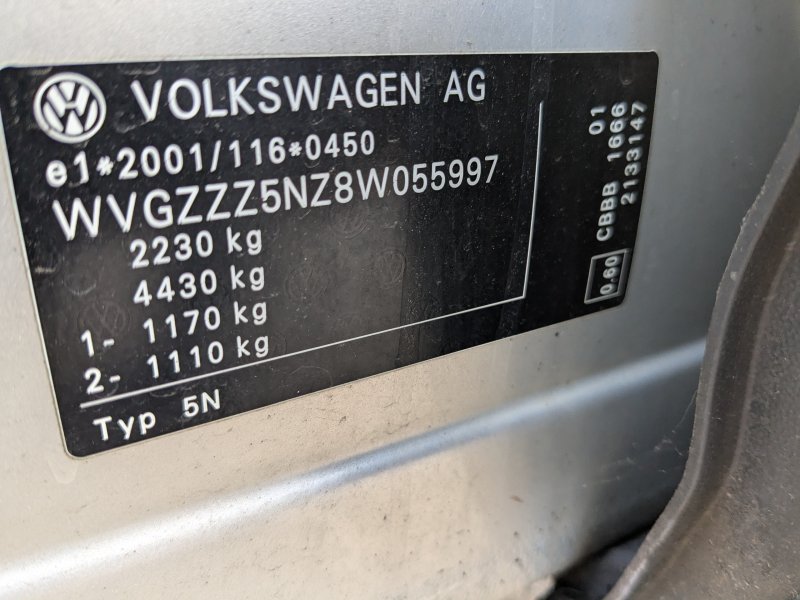 VOLKSWAGEN AG
e1*2001/116*0450
WVGZZZ5NZ8W055997
2230 kg
4430 kg
1- 1170 kg
2- 1110 kg
Typ 5N
01
CBBB 1666
2133147
0.60